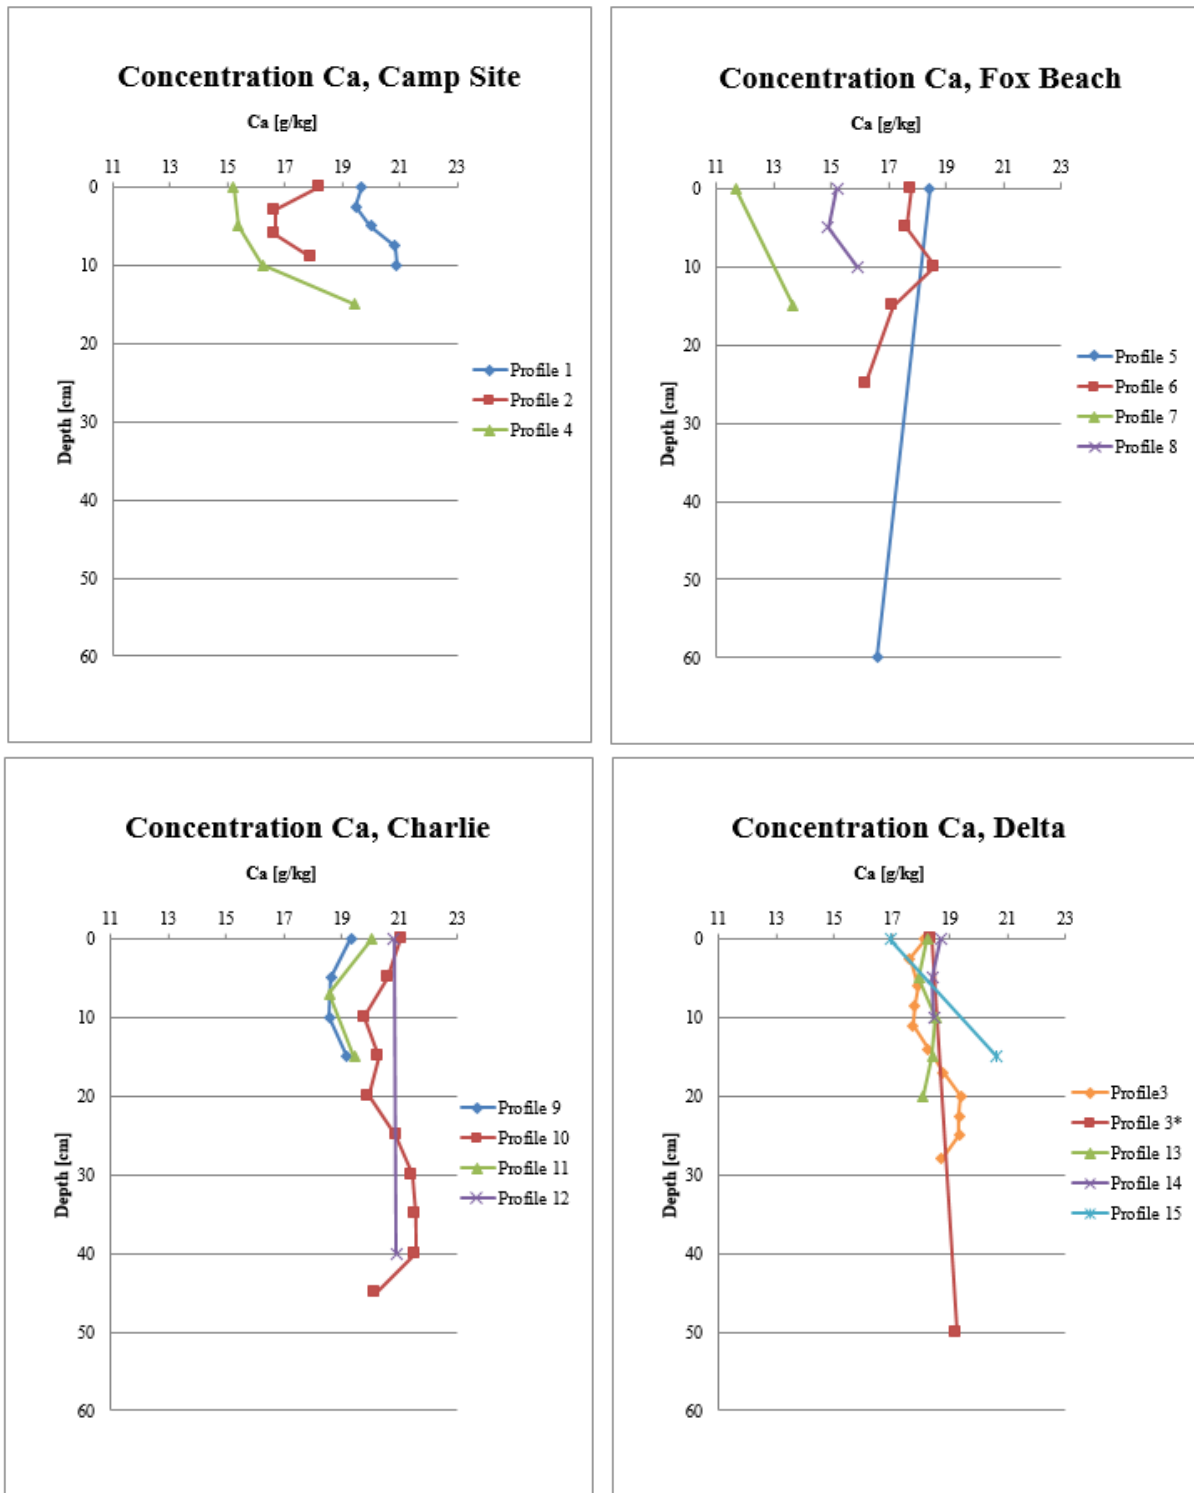 Concentration Ca, Camp Site
Ca [g/kg]
11 13 15 17 19 21 23
0
10
20
30
40
50
60
Depth [cm]
Profile 1
Profile 2
Profile 4
Concentration Ca, Fox Beach
Ca [g/kg]
11 13 15 17 19 21 23
0
10
20
30
40
50
60
Depth [cm]
Profile 5
Profile 6
Profile 7
Profile 8
Concentration Ca, Charlie
Ca [g/kg]
11 13 15 17 19 21 23
0
10
20
30
40
50
60
Depth [cm]
Profile 9
Profile 10
Profile 11
Profile 12
Concentration Ca, Delta
Ca [g/kg]
11 13 15 17 19 21 23
0
10
20
30
40
50
60
Depth [cm]
Profile3
Profile 3*
Profile 13
Profile 14
Profile 15